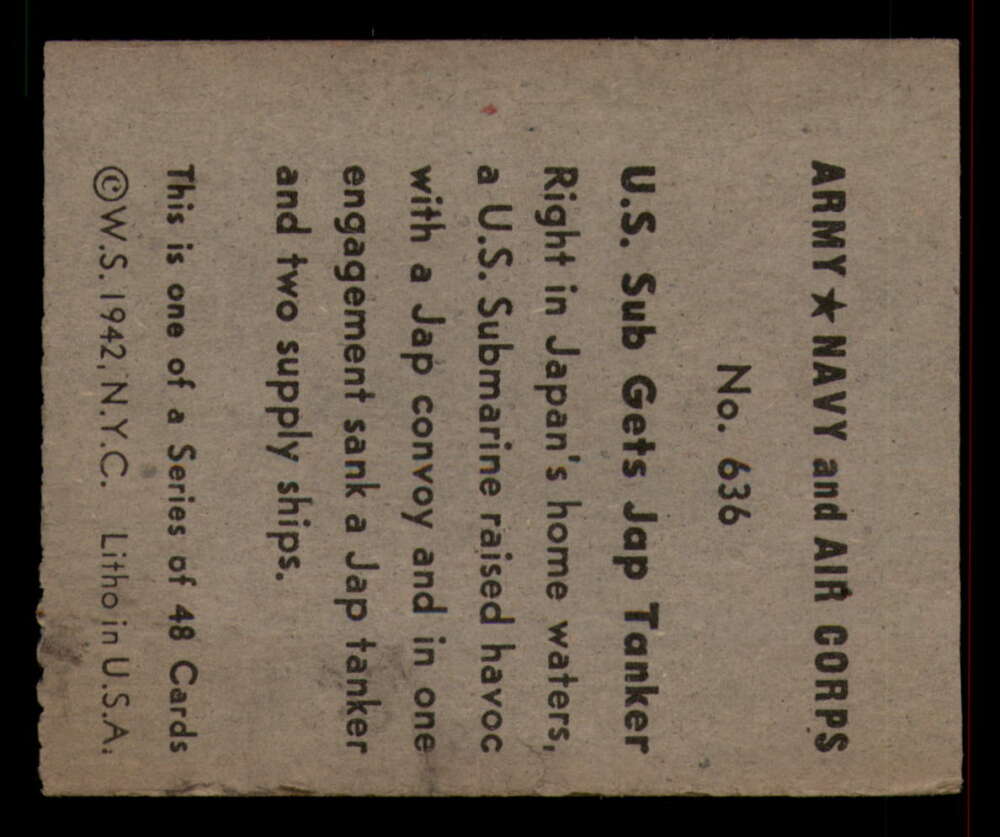 ARMY ★ NAVY and AIR CORPS
No. 636
U.S. Sub Gets Jap Tanker
Right in Japan's home waters,
a U.S. Submarine raised havoc
with a Jap convoy and in one
engagement sank a Jap tanker
and two supply ships.
This is one of a Series of 48 Cards
©W.S. 1942, N.Y.C. Litho in U.S.A.